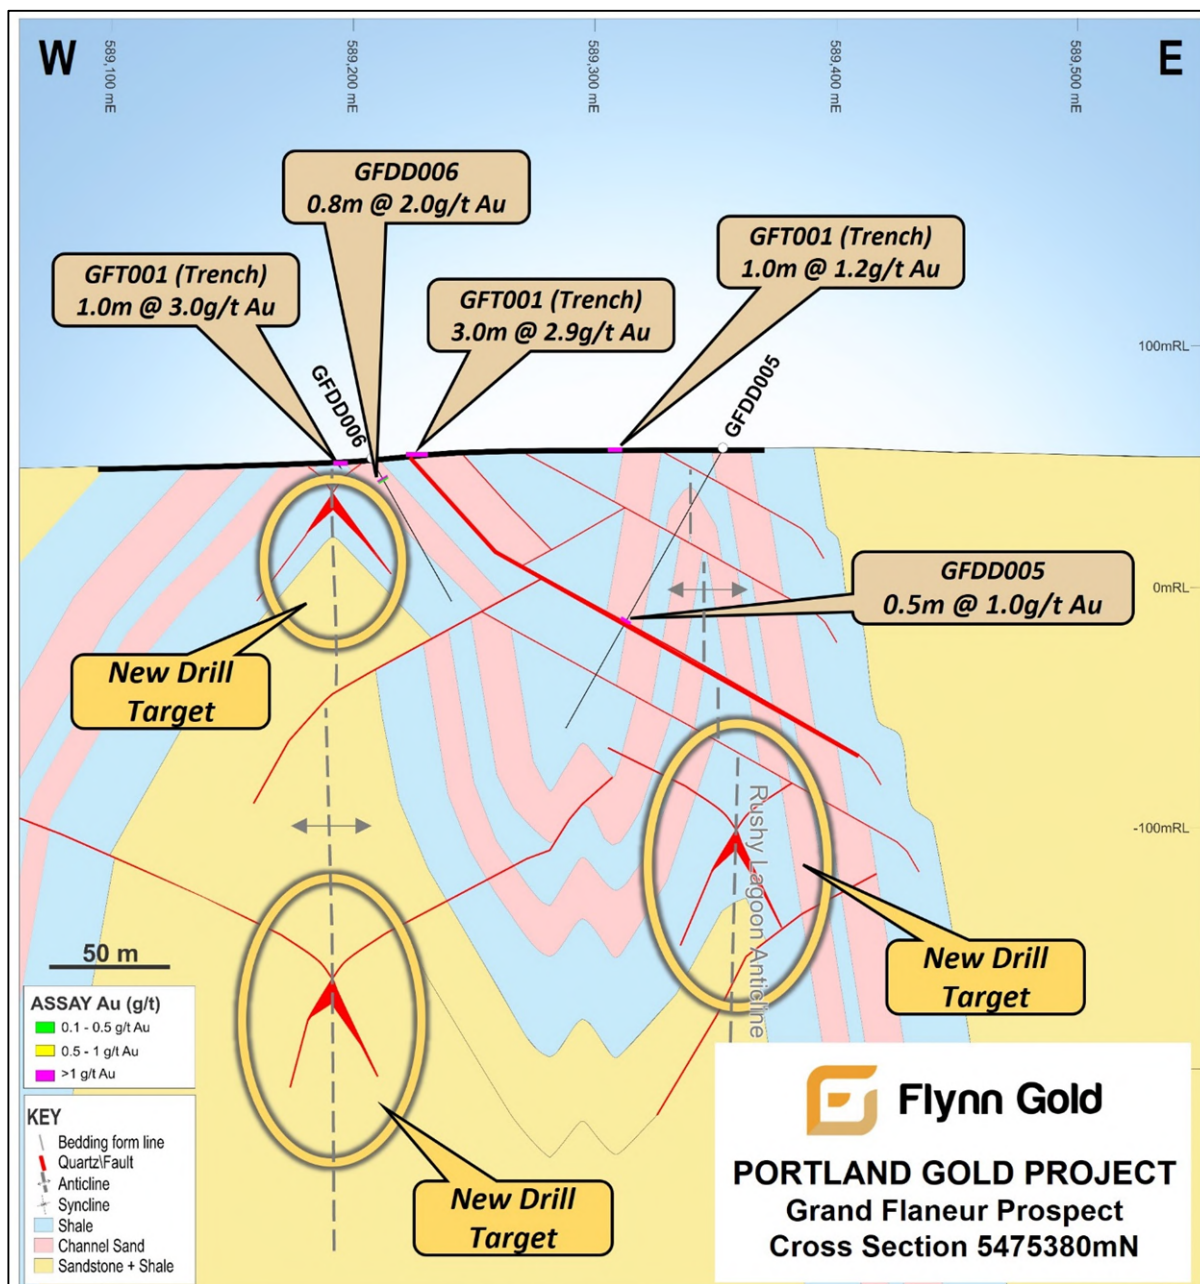 W
E
589,100 mE
589,200 mE
589,300 mE
589,400 mE
589,500 mE
GFDD006
0.8m @ 2.0g/t Au
GFT001 (Trench)
1.0m @ 3.0g/t Au
GFT001 (Trench)
3.0m @ 2.9g/t Au
GFT001 (Trench)
1.0m @ 1.2g/t Au
100mRL
GFDD006
GFDD005
GFDD005
0.5m @ 1.0g/t Au
0mRL
New Drill
Target
-100mRL
Rushy Lagoon Anticline
New Drill
Target
50 m
ASSAY Au (g/t)
0.1 - 0.5 g/t Au
0.5 - 1 g/t Au
>1 g/t Au
KEY
Bedding form line
Quartz\Fault
Anticline
Syncline
Shale
Channel Sand
Sandstone + Shale
New Drill
Target
Flynn Gold
PORTLAND GOLD PROJECT
Grand Flaneur Prospect
Cross Section 5475380mN